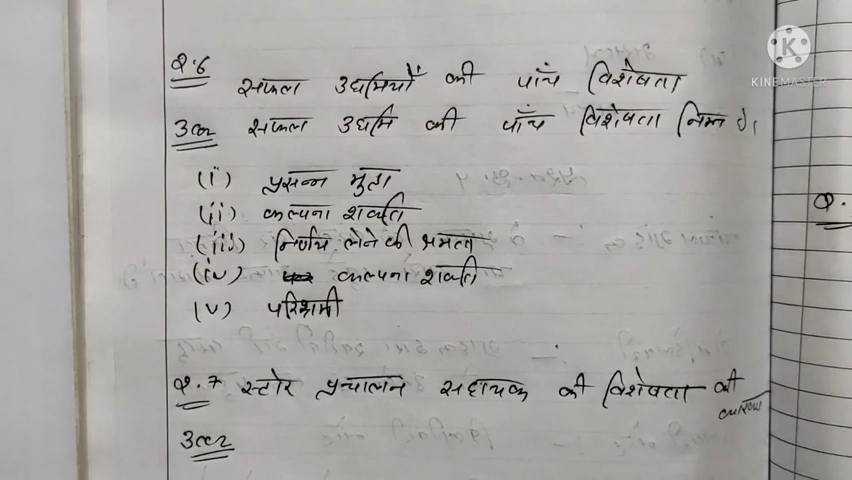 KINEMASTER
Q.6 सफल उद्यमियों की पाँच विशेषता
उत्तर सफल उद्यमि की पाँच विशेषता निम्न है।
(i) प्रसन्न मुद्रा
(ii) कल्पना शक्ति
(iii) निर्णय लेने की क्षमता
(iv) कल्पना शक्ति
(v) परिश्रमी
Q.
Q.7 स्टोर प्रचालन सहायक की विशेषता को
उत्तर